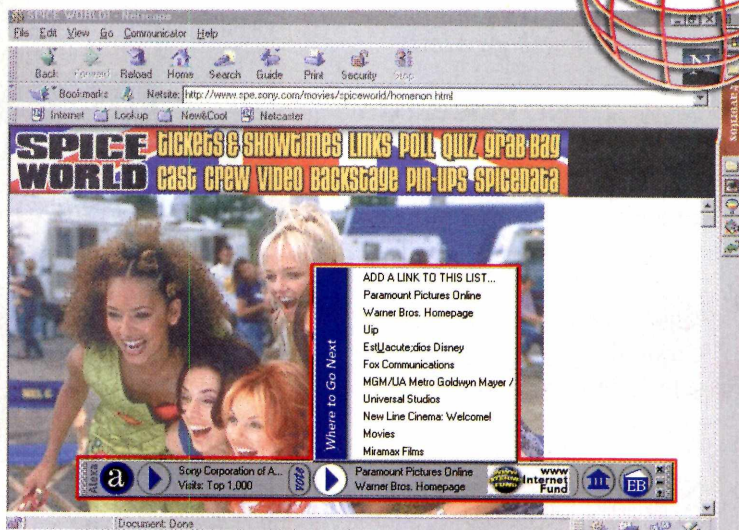 SPICE WORLD! - Netscape
File Edit View Go Communicator Help
Back Forward Reload Home Search Guide Print Security Stop
N
Bookmarks Netsite: http://www.spe.sony.com/movies/spiceworld/homenon.html
Internet Lookup New&Cool Netcaster
Favorites
SPICE WORLD
TICKETS & SHOWTIMES LINKS POLL QUIZ GRAB BAG
CAST CREW VIDEO BACKSTAGE PIN-UPS SPICEDATA
Where to Go Next
ADD A LINK TO THIS LIST...
Paramount Pictures Online
Warner Bros. Homepage
Uip
EstUacute;dios Disney
Fox Communications
MGM/UA Metro Goldwyn Mayer /
Universal Studios
New Line Cinema: Welcome!
Movies
Miramax Films
Alexa
a
Sony Corporation of A...
Visits: Top 1,000
vote
Paramount Pictures Online
Warner Bros. Homepage
WWW
Internet
Fund
EB
Document: Done